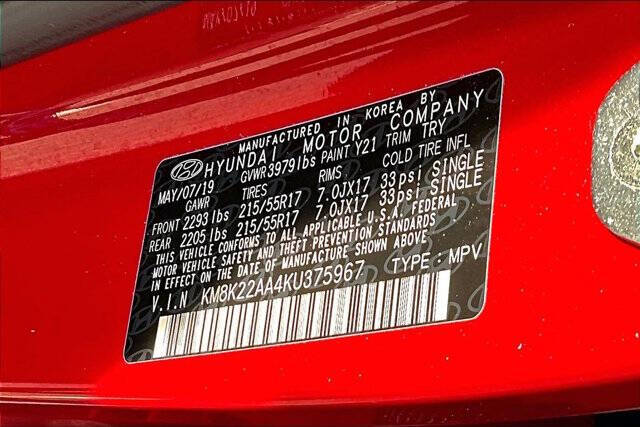 MANUFACTURED IN KOREA BY
HYUNDAI MOTOR COMPANY
MAY/07/19 GVWR 3979lbs PAINT Y21 TRIM TRY
GAWR TIRES RIMS COLD TIRE INFL
FRONT 2293 lbs 215/55R17 7.0JX17 33psi SINGLE
REAR 2205 lbs 215/55R17 7.0JX17 33psi SINGLE
THIS VEHICLE CONFORMS TO ALL APPLICABLE U.S.A. FEDERAL
MOTOR VEHICLE SAFETY AND THEFT PREVENTION STANDARDS
IN EFFECT ON THE DATE OF MANUFACTURE SHOWN ABOVE.
V.I.N KM8K22AA4KU375967 TYPE : MPV